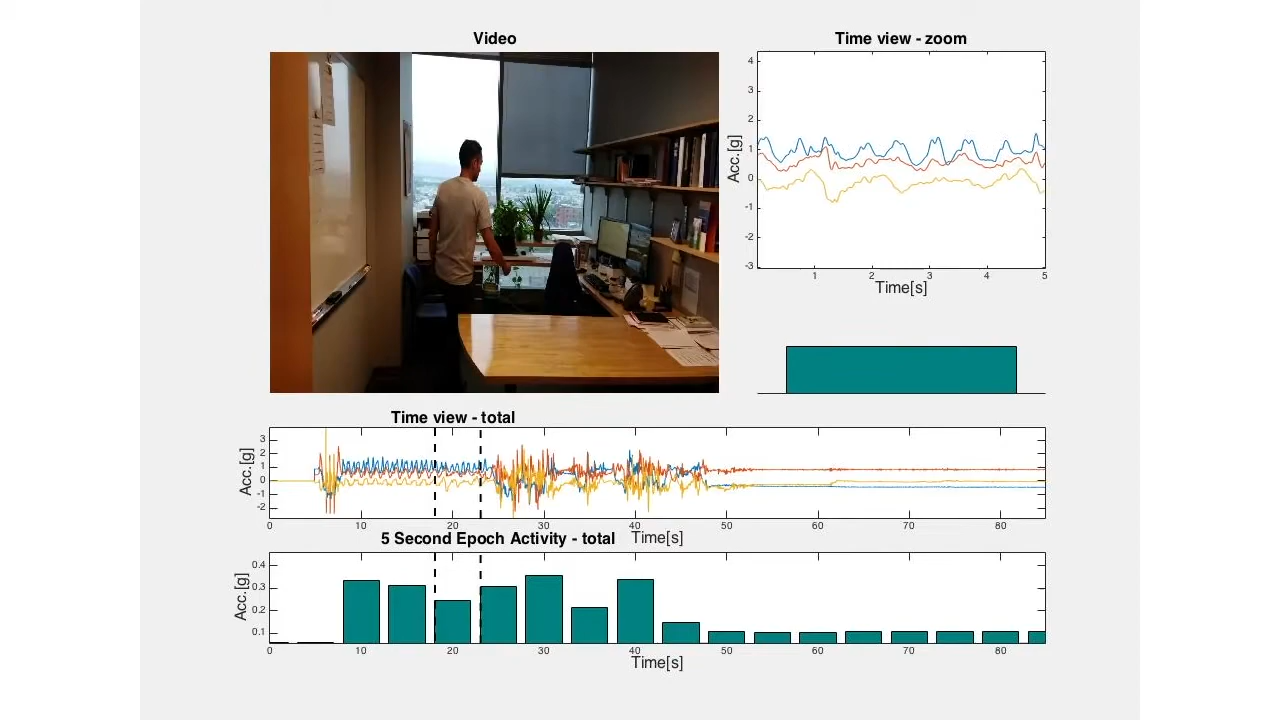 Video
Time view - zoom
4
3
2
1
0
-1
-2
-3
Acc.[g]
1 2 3 4 5
Time[s]
Time view - total
3
2
1
0
-1
-2
Acc.[g]
0 10 20 30 40 50 60 70 80
Time[s]
5 Second Epoch Activity - total
0.4
0.3
0.2
0.1
Acc.[g]
0 10 20 30 40 50 60 70 80
Time[s]